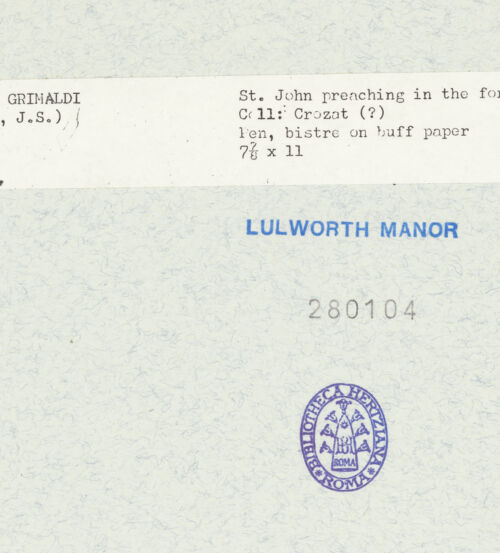 GRIMALDI
, J.S.)
St. John preaching in the for
Coll: Crozat (?)
Pen, bistre on buff paper
7⅞ x 11
LULWORTH MANOR
280104
BIBLIOTHECA HERTZIANA
ROMA
ROMA